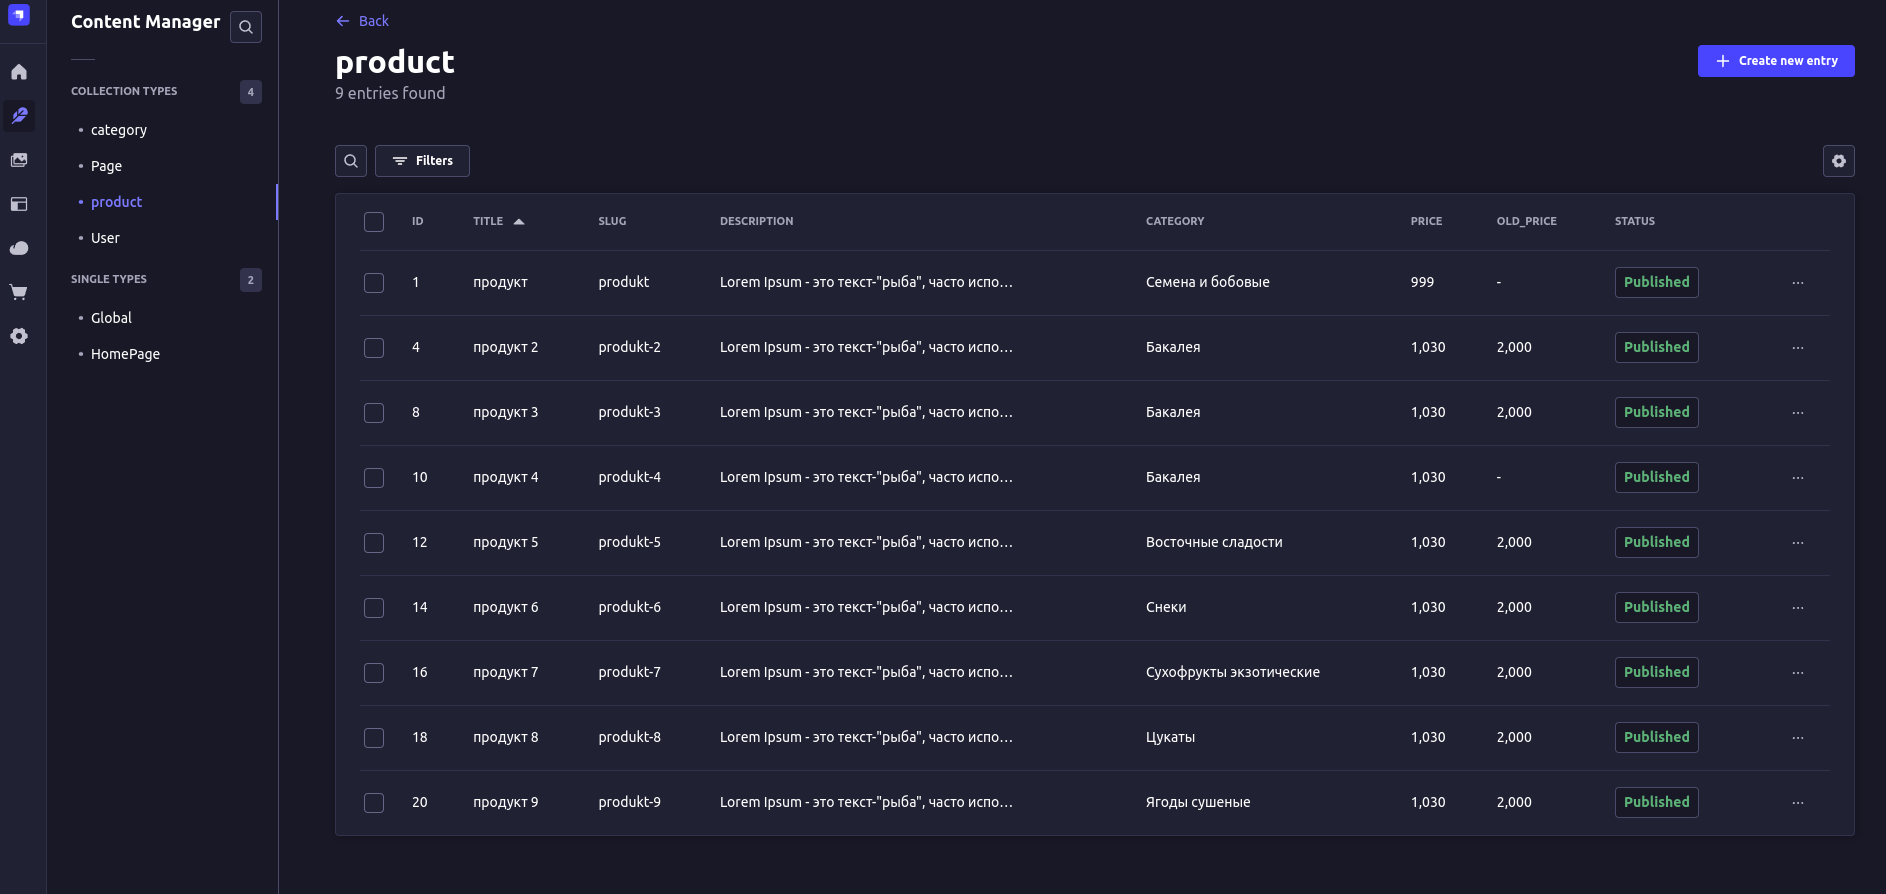 Content Manager
COLLECTION TYPES 4
category
Page
product
User
SINGLE TYPES 2
Global
HomePage
Back
product
9 entries found
Create new entry
Filters
ID TITLE SLUG DESCRIPTION CATEGORY PRICE OLD_PRICE STATUS
1 продукт produkt Lorem Ipsum - это текст-"рыба", часто испо... Семена и бобовые 999 - Published
4 продукт 2 produkt-2 Lorem Ipsum - это текст-"рыба", часто испо... Бакалея 1,030 2,000 Published
8 продукт 3 produkt-3 Lorem Ipsum - это текст-"рыба", часто испо... Бакалея 1,030 2,000 Published
10 продукт 4 produkt-4 Lorem Ipsum - это текст-"рыба", часто испо... Бакалея 1,030 - Published
12 продукт 5 produkt-5 Lorem Ipsum - это текст-"рыба", часто испо... Восточные сладости 1,030 2,000 Published
14 продукт 6 produkt-6 Lorem Ipsum - это текст-"рыба", часто испо... Снеки 1,030 2,000 Published
16 продукт 7 produkt-7 Lorem Ipsum - это текст-"рыба", часто испо... Сухофрукты экзотические 1,030 2,000 Published
18 продукт 8 produkt-8 Lorem Ipsum - это текст-"рыба", часто испо... Цукаты 1,030 2,000 Published
20 продукт 9 produkt-9 Lorem Ipsum - это текст-"рыба", часто испо... Ягоды сушеные 1,030 2,000 Published